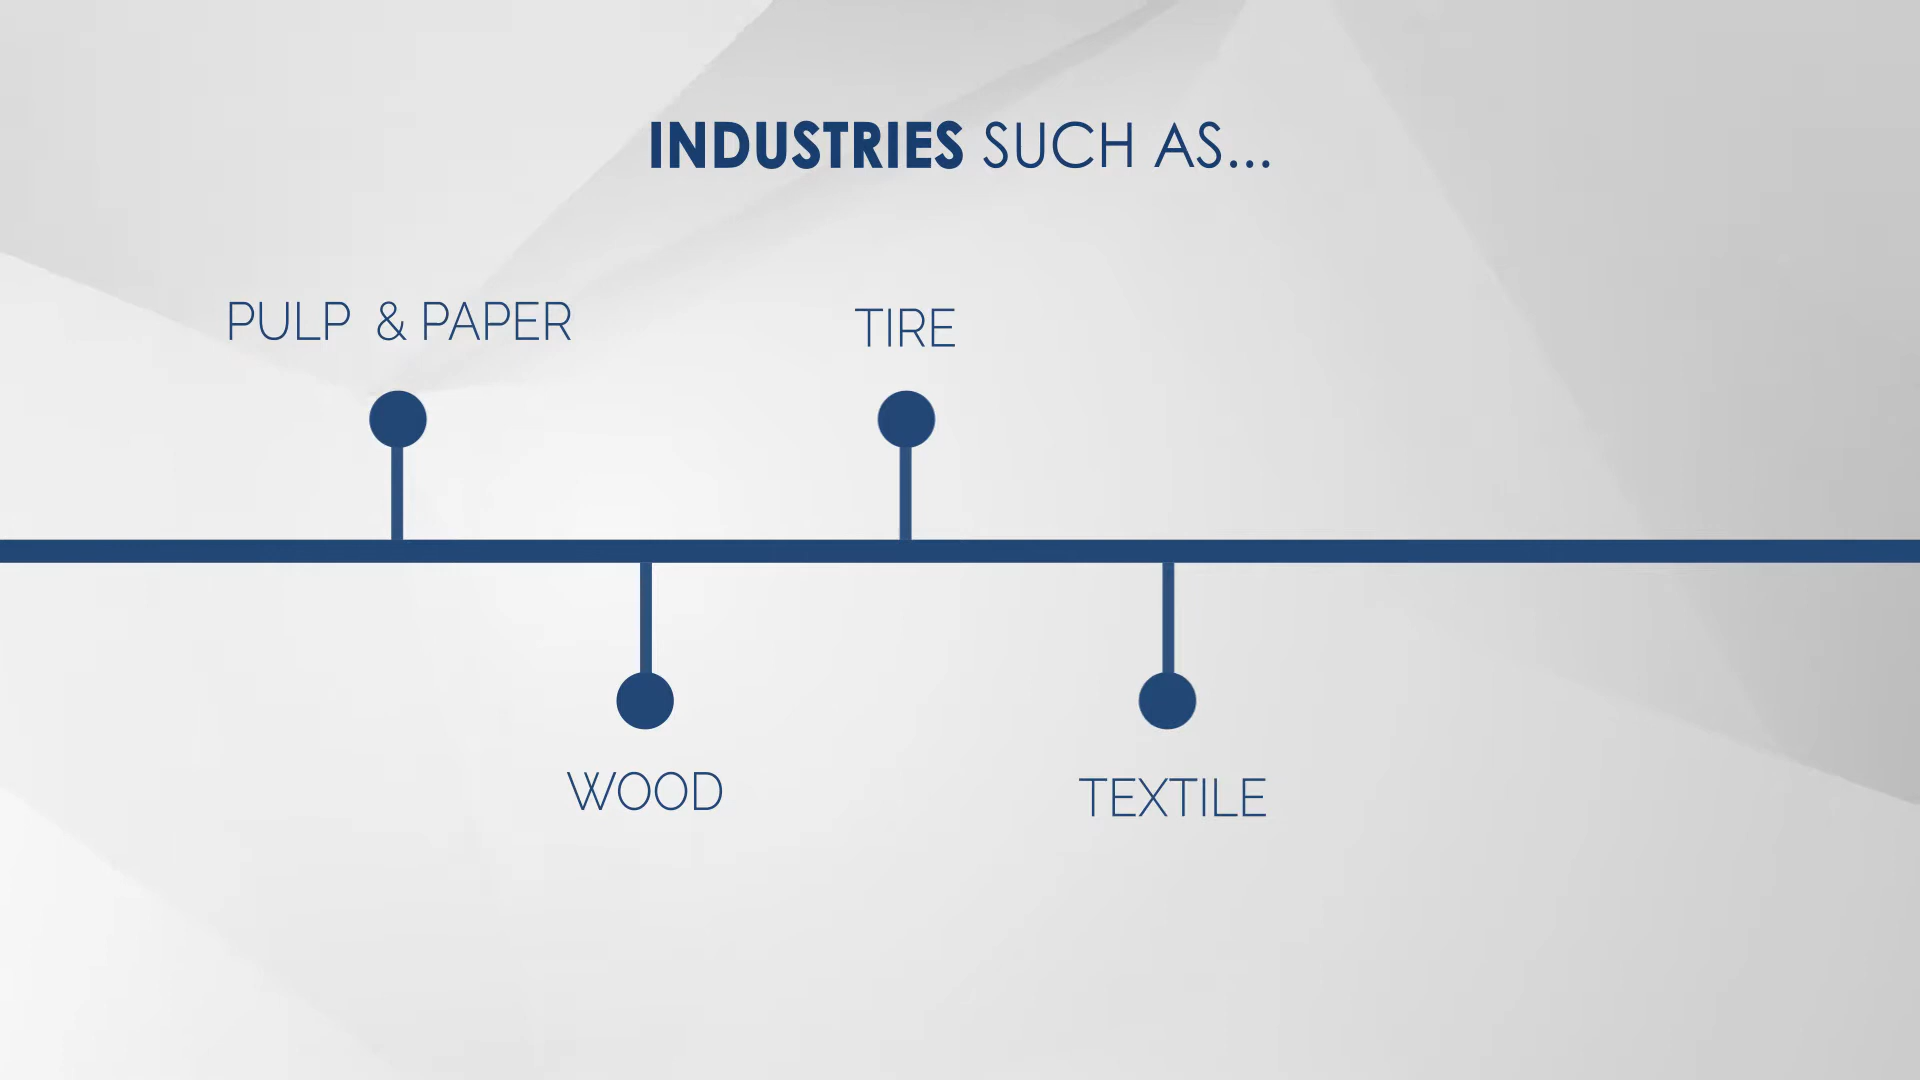 INDUSTRIES SUCH AS...
PULP & PAPER
TIRE
WOOD
TEXTILE